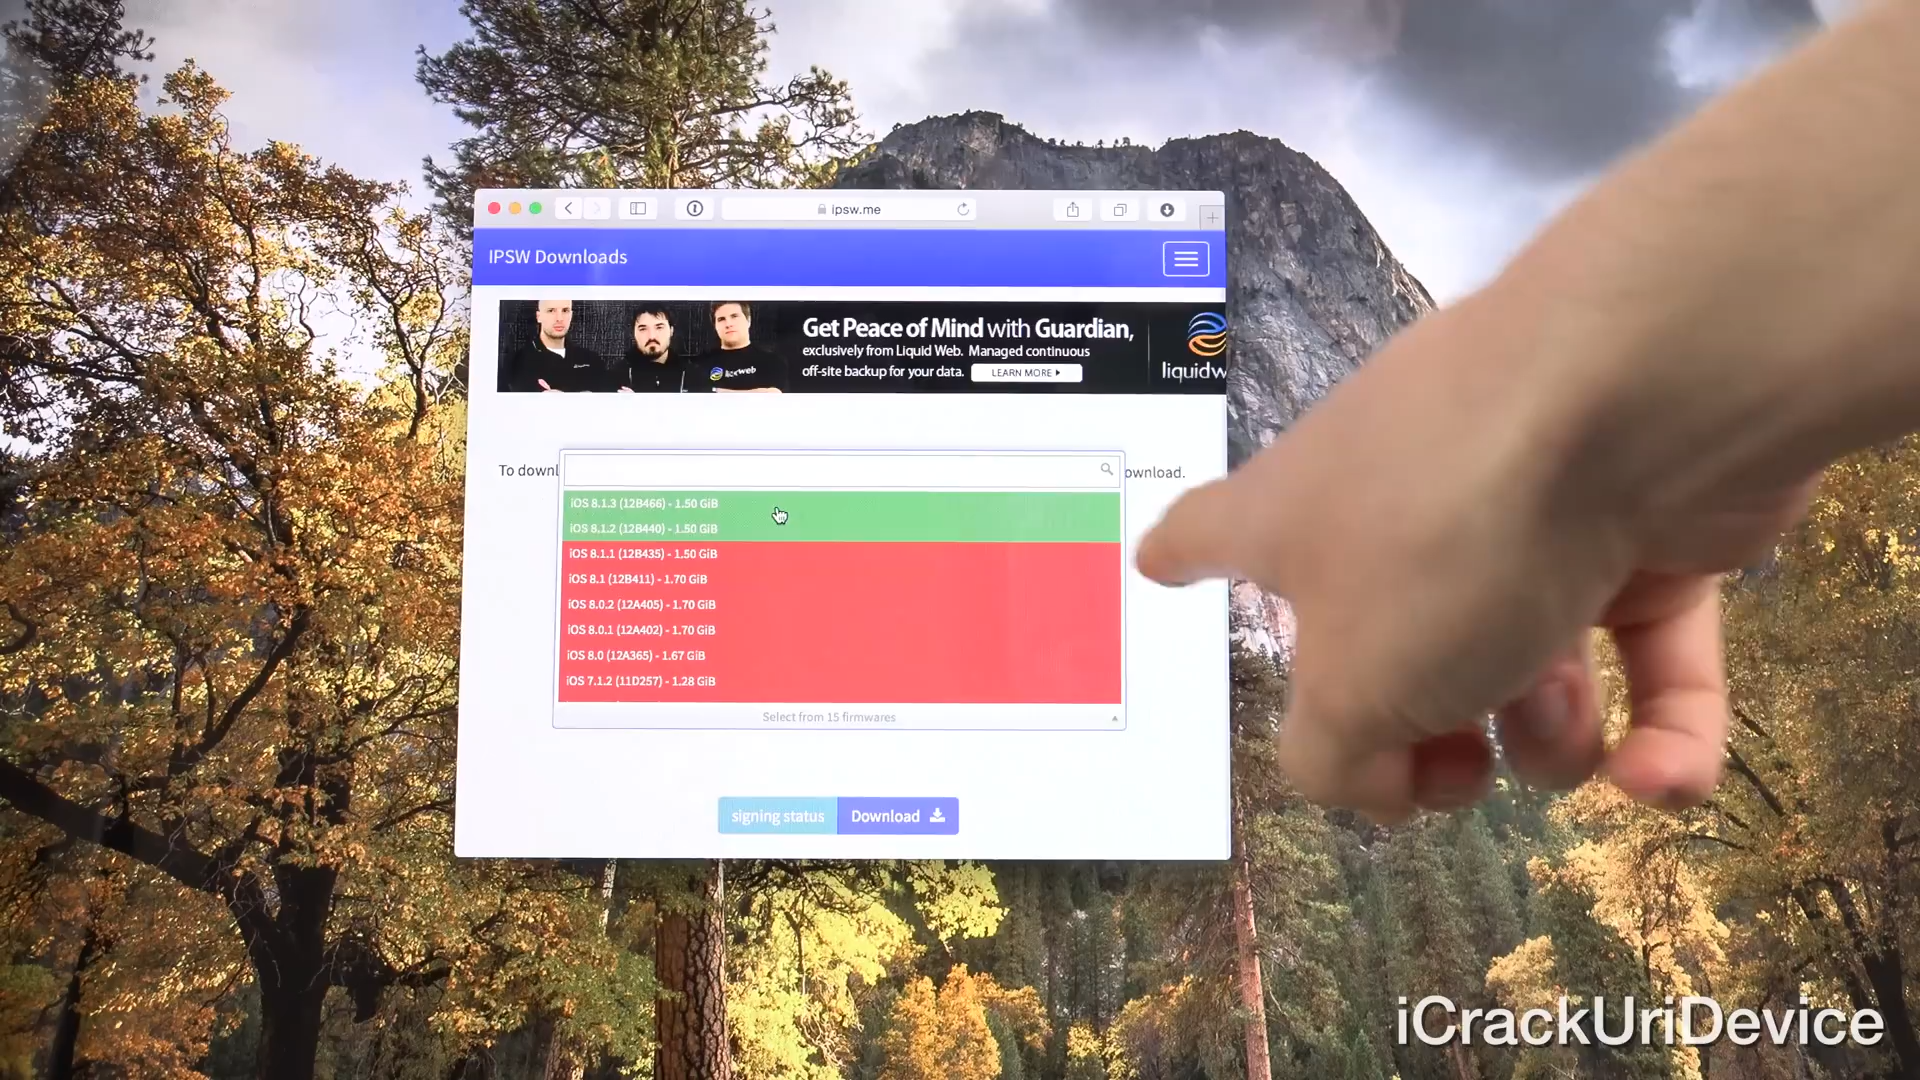 ipsw.me
IPSW Downloads
Get Peace of Mind with Guardian,
exclusively from Liquid Web. Managed continuous
off-site backup for your data. LEARN MORE
liquidw
To downl
ownload.
iOS 8.1.3 (12B466) - 1.50 GiB
iOS 8.1.2 (12B440) - 1.50 GiB
iOS 8.1.1 (12B435) - 1.50 GiB
iOS 8.1 (12B411) - 1.70 GiB
iOS 8.0.2 (12A405) - 1.70 GiB
iOS 8.0.1 (12A402) - 1.70 GiB
iOS 8.0 (12A365) - 1.67 GiB
iOS 7.1.2 (11D257) - 1.28 GiB
Select from 15 firmwares
signing status Download
iCrackUriDevice